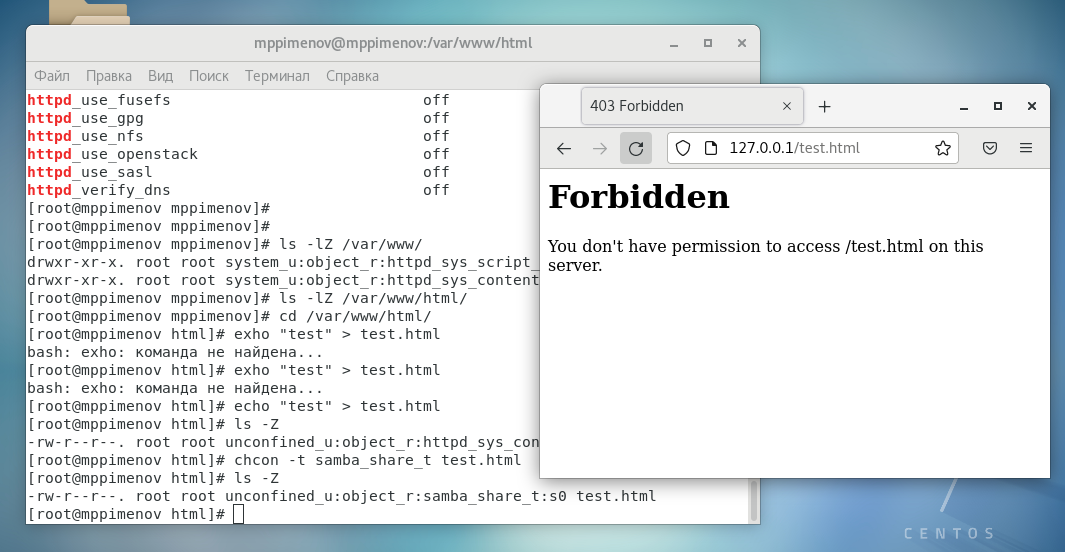 mppimenov@mppimenov:/var/www/html
Файл Правка Вид Поиск Терминал Справка
httpd_use_fusefs off
httpd_use_gpg off
httpd_use_nfs off
httpd_use_openstack off
httpd_use_sasl off
httpd_verify_dns off
[root@mppimenov mppimenov]#
[root@mppimenov mppimenov]#
[root@mppimenov mppimenov]# ls -lZ /var/www/
drwxr-xr-x. root root system_u:object_r:httpd_sys_script_
drwxr-xr-x. root root system_u:object_r:httpd_sys_content
[root@mppimenov mppimenov]# ls -lZ /var/www/html/
[root@mppimenov mppimenov]# cd /var/www/html/
[root@mppimenov html]# exho "test" > test.html
bash: exho: команда не найдена...
[root@mppimenov html]# exho "test" > test.html
bash: exho: команда не найдена...
[root@mppimenov html]# echo "test" > test.html
[root@mppimenov html]# ls -Z
-rw-r--r--. root root unconfined_u:object_r:httpd_sys_con
[root@mppimenov html]# chcon -t samba_share_t test.html
[root@mppimenov html]# ls -Z
-rw-r--r--. root root unconfined_u:object_r:samba_share_t:s0 test.html
[root@mppimenov html]#
403 Forbidden
127.0.0.1/test.html
Forbidden
You don't have permission to access /test.html on this
server.
CENTOS